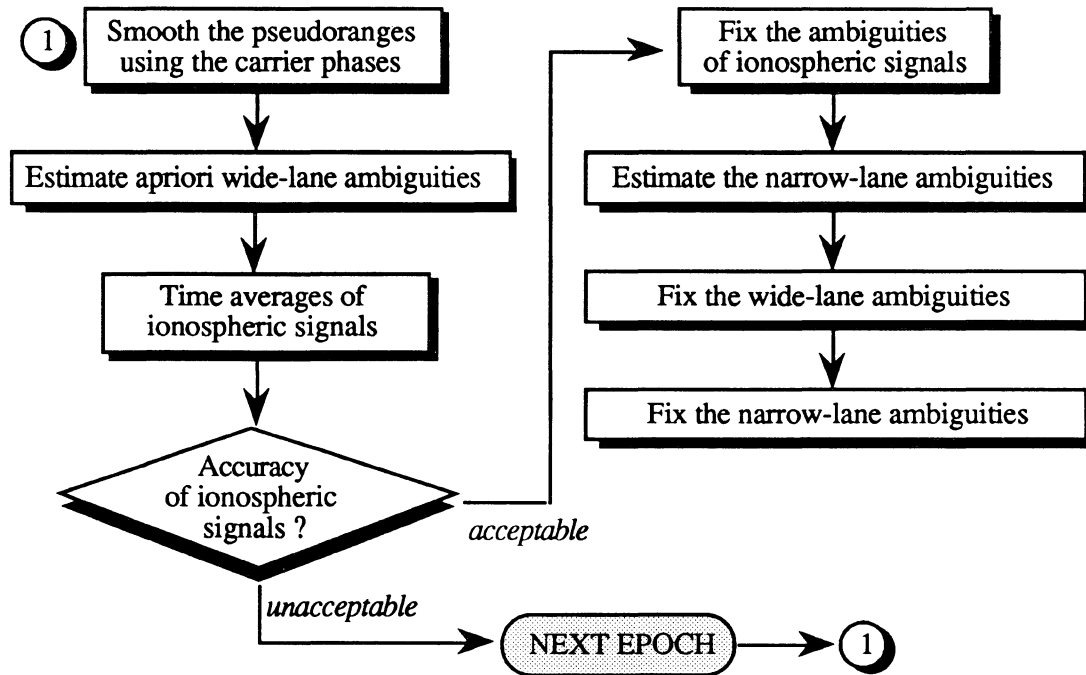 1
Smooth the pseudoranges
using the carrier phases
Estimate apriori wide-lane ambiguities
Time averages of
ionospheric signals
Accuracy
of ionospheric
signals ?
acceptable
unacceptable
NEXT EPOCH
1
Fix the ambiguities
of ionospheric signals
Estimate the narrow-lane ambiguities
Fix the wide-lane ambiguities
Fix the narrow-lane ambiguities